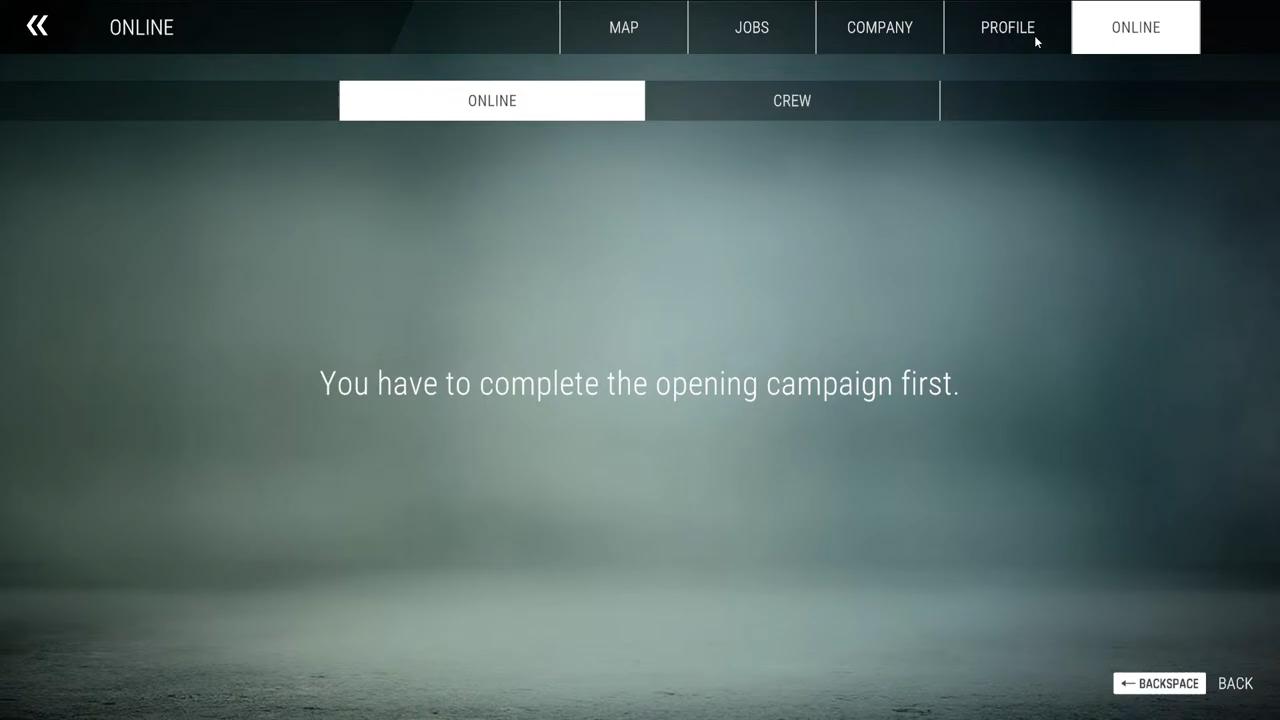 ONLINE
MAP
JOBS
COMPANY
PROFILE
ONLINE
ONLINE
CREW
You have to complete the opening campaign first.
BACKSPACE BACK